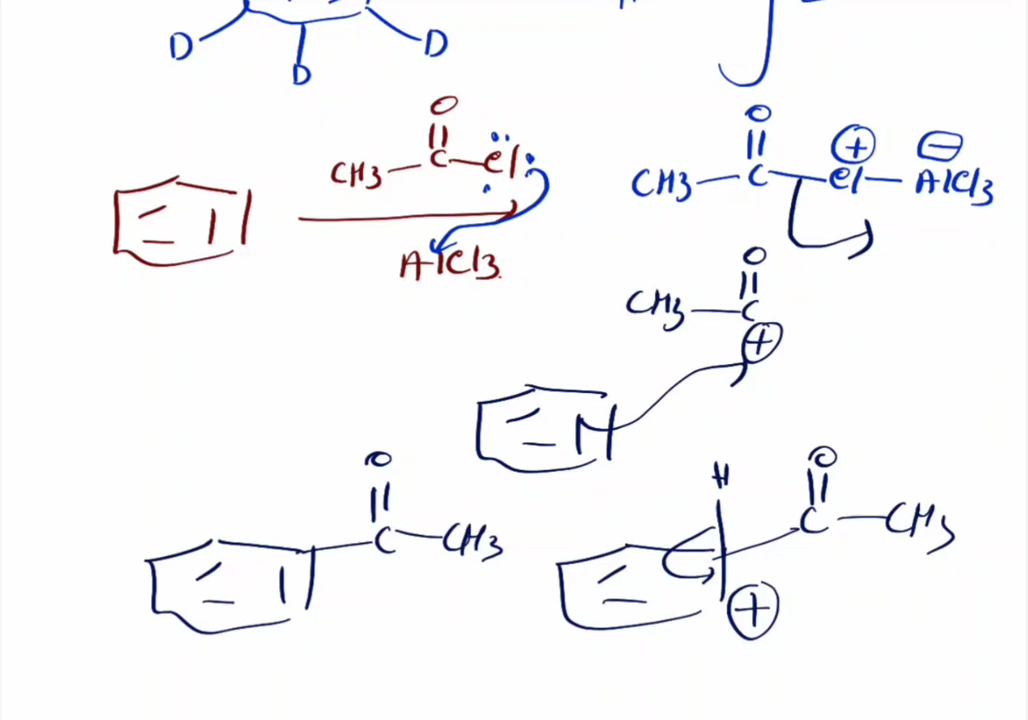 D D
D
O
||
CH3-C-Cl
AlCl3
O
||
CH3-C-Cl-AlCl3
⊕ ⊖
O
||
CH3-C
⊕
O
||
C-CH3
H
O
||
C-CH3
⊕